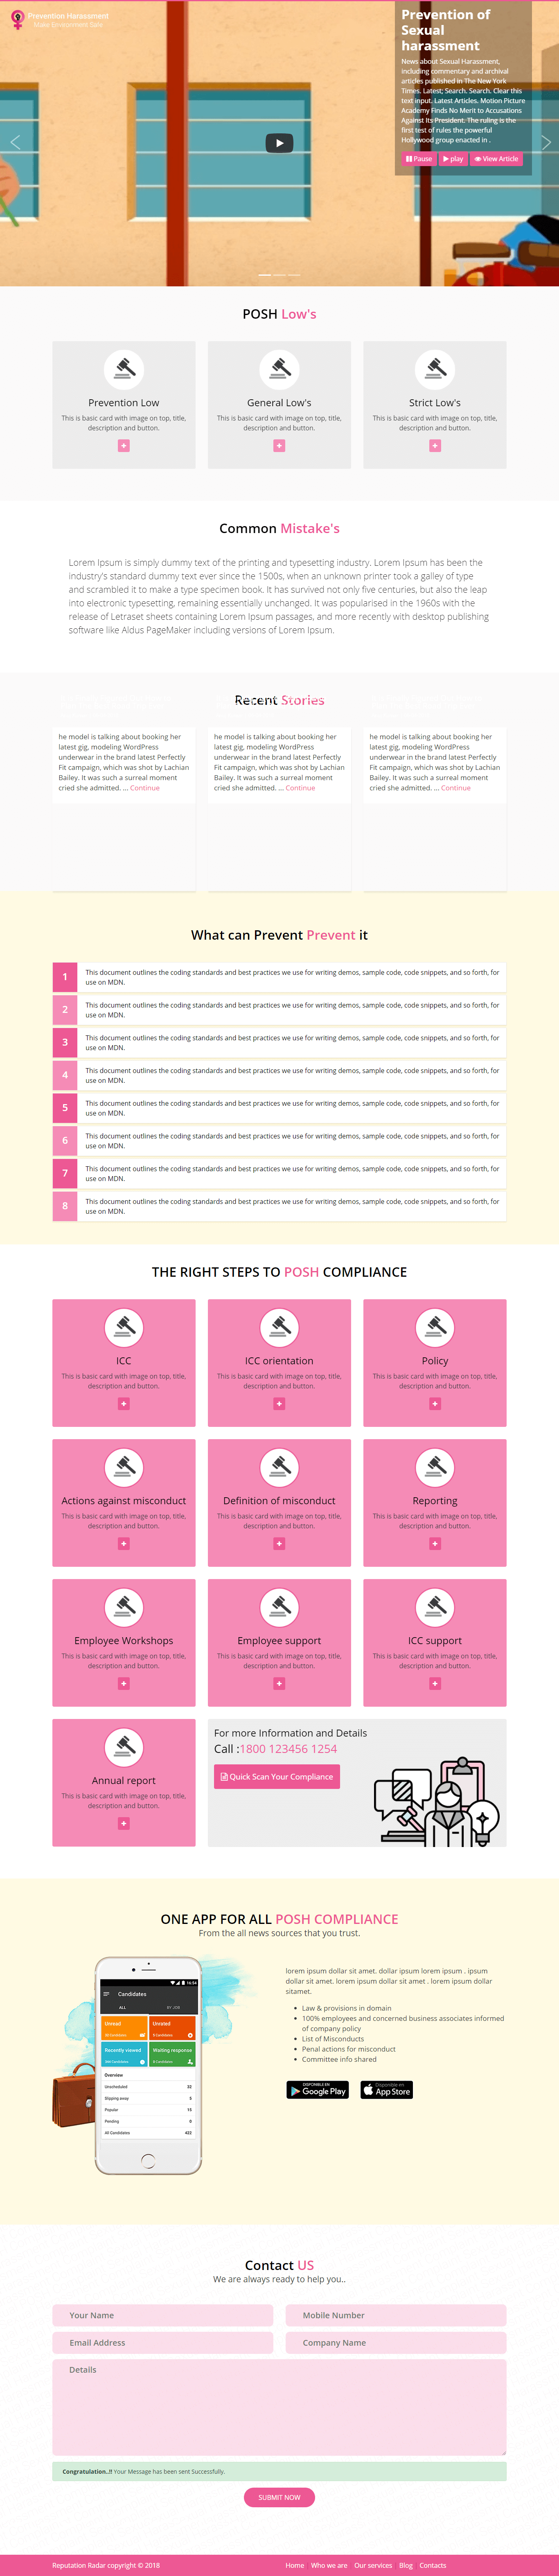 Prevention Harassment
Make Environment Safe
Prevention of
Sexual
harassment
News about Sexual Harassment,
including commentary and archival
articles published in The New York
Times. Latest; Search. Search. Clear this
text input. Latest Articles. Motion Picture
Academy Finds No Merit to Accusations
Against Its President. The ruling is the
first test of rules the powerful
Hollywood group enacted in .
Pause play View Article
POSH Low's
Prevention Low
This is basic card with image on top, title,
description and button.
General Low's
This is basic card with image on top, title,
description and button.
Strict Low's
This is basic card with image on top, title,
description and button.
Common Mistake's
Lorem Ipsum is simply dummy text of the printing and typesetting industry. Lorem Ipsum has been the
industry's standard dummy text ever since the 1500s, when an unknown printer took a galley of type
and scrambled it to make a type specimen book. It has survived not only five centuries, but also the leap
into electronic typesetting, remaining essentially unchanged. It was popularised in the 1960s with the
release of Letraset sheets containing Lorem Ipsum passages, and more recently with desktop publishing
software like Aldus PageMaker including versions of Lorem Ipsum.
Recent Stories
he model is talking about booking her
latest gig, modeling WordPress
underwear in the brand latest Perfectly
Fit campaign, which was shot by Lachian
Bailey. It was such a surreal moment
cried she admitted. ... Continue
he model is talking about booking her
latest gig, modeling WordPress
underwear in the brand latest Perfectly
Fit campaign, which was shot by Lachian
Bailey. It was such a surreal moment
cried she admitted. ... Continue
he model is talking about booking her
latest gig, modeling WordPress
underwear in the brand latest Perfectly
Fit campaign, which was shot by Lachian
Bailey. It was such a surreal moment
cried she admitted. ... Continue
What can Prevent Prevent it
1 This document outlines the coding standards and best practices we use for writing demos, sample code, code snippets, and so forth, for
use on MDN.
2 This document outlines the coding standards and best practices we use for writing demos, sample code, code snippets, and so forth, for
use on MDN.
3 This document outlines the coding standards and best practices we use for writing demos, sample code, code snippets, and so forth, for
use on MDN.
4 This document outlines the coding standards and best practices we use for writing demos, sample code, code snippets, and so forth, for
use on MDN.
5 This document outlines the coding standards and best practices we use for writing demos, sample code, code snippets, and so forth, for
use on MDN.
6 This document outlines the coding standards and best practices we use for writing demos, sample code, code snippets, and so forth, for
use on MDN.
7 This document outlines the coding standards and best practices we use for writing demos, sample code, code snippets, and so forth, for
use on MDN.
8 This document outlines the coding standards and best practices we use for writing demos, sample code, code snippets, and so forth, for
use on MDN.
THE RIGHT STEPS TO POSH COMPLIANCE
ICC
This is basic card with image on top, title,
description and button.
ICC orientation
This is basic card with image on top, title,
description and button.
Policy
This is basic card with image on top, title,
description and button.
Actions against misconduct
This is basic card with image on top, title,
description and button.
Definition of misconduct
This is basic card with image on top, title,
description and button.
Reporting
This is basic card with image on top, title,
description and button.
Employee Workshops
This is basic card with image on top, title,
description and button.
Employee support
This is basic card with image on top, title,
description and button.
ICC support
This is basic card with image on top, title,
description and button.
Annual report
This is basic card with image on top, title,
description and button.
For more Information and Details
Call :1800 123456 1254
Quick Scan Your Compliance
ONE APP FOR ALL POSH COMPLIANCE
From the all news sources that you trust.
16:54
Candidates
ALL BY JOB
Unread Unrated
Recently viewed Waiting response
Overview
Unscheduled 32
Shipping away 5
Popular 15
Pending 9
All Candidates 422
lorem ipsum dollar sit amet. dollar ipsum lorem ipsum . ipsum
dollar sit amet. lorem ipsum dollar sit amet . lorem ipsum dollar
sitamet.
Law & provisions in domain
100% employees and concerned business associates informed
of company policy
List of Misconducts
Penal actions for misconduct
Committee info shared
DISPONIBLE EN
Google Play
Disponible en
App Store
Contact US
We are always ready to help you..
Your Name
Mobile Number
Email Address
Company Name
Details
Congratulation..!! Your Message has been sent Successfully.
SUBMIT NOW
Reputation Radar copyright © 2018
Home Who we are Our services Blog Contacts